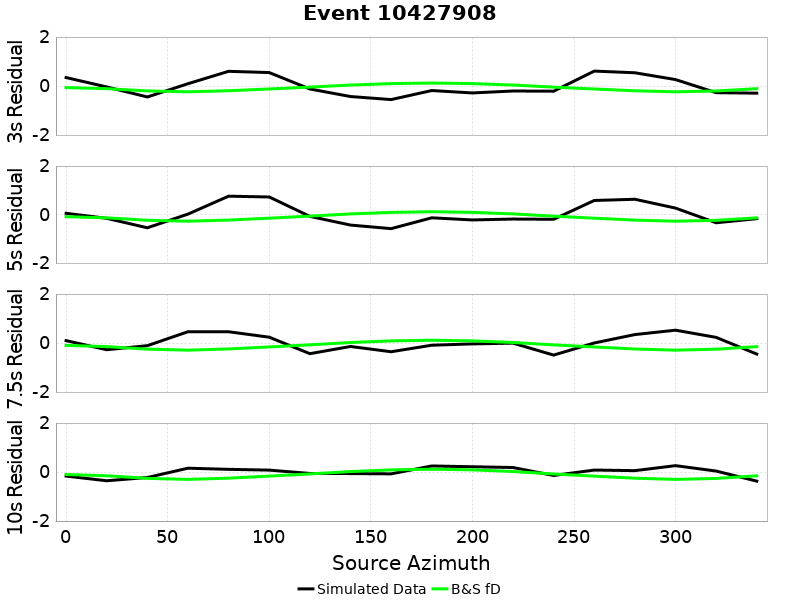 Event 10427908
3s Residual
2
0
-2
5s Residual
2
0
-2
7.5s Residual
2
0
-2
10s Residual
2
0
-2
0 50 100 150 200 250 300
Source Azimuth
Simulated Data B&S fD